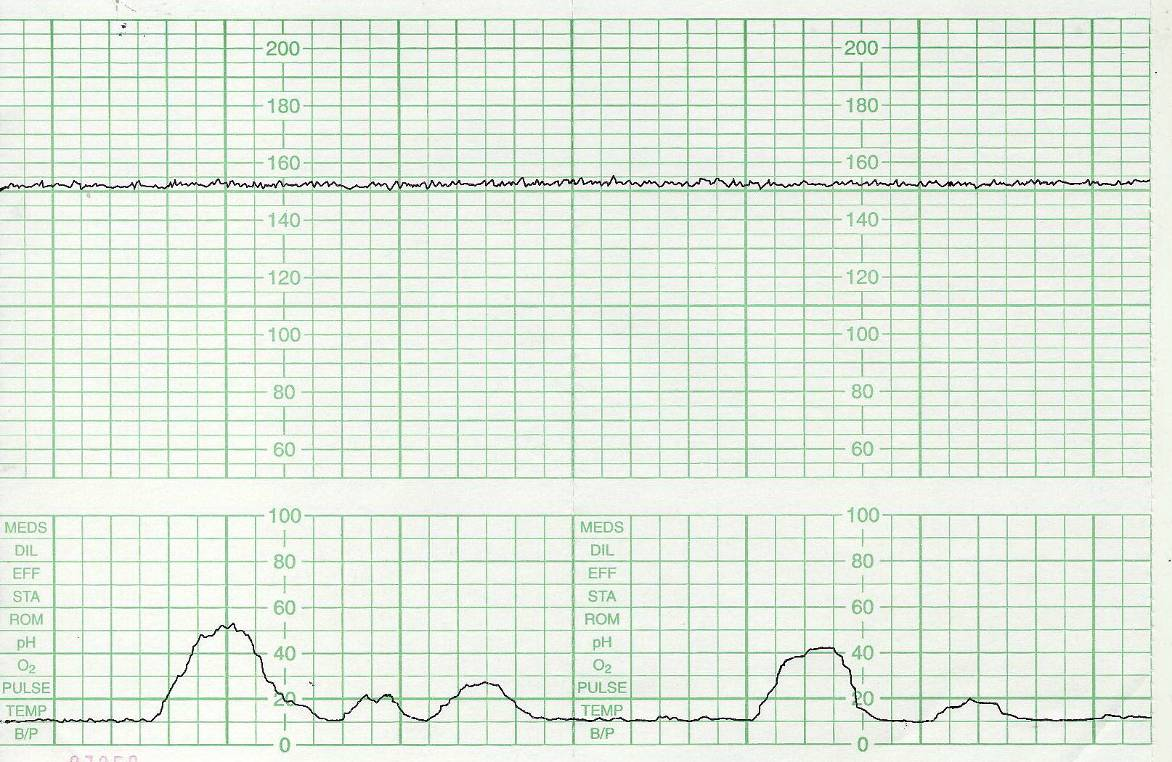 200 200
180 180
160 160
140 140
120 120
100 100
80 80
60 60
MEDS 100 MEDS 100
DIL 80 DIL 80
EFF EFF
STA 60 STA 60
ROM ROM
pH 40 pH 40
O₂ O₂
PULSE 20 PULSE 20
TEMP TEMP
B/P 0 B/P 0